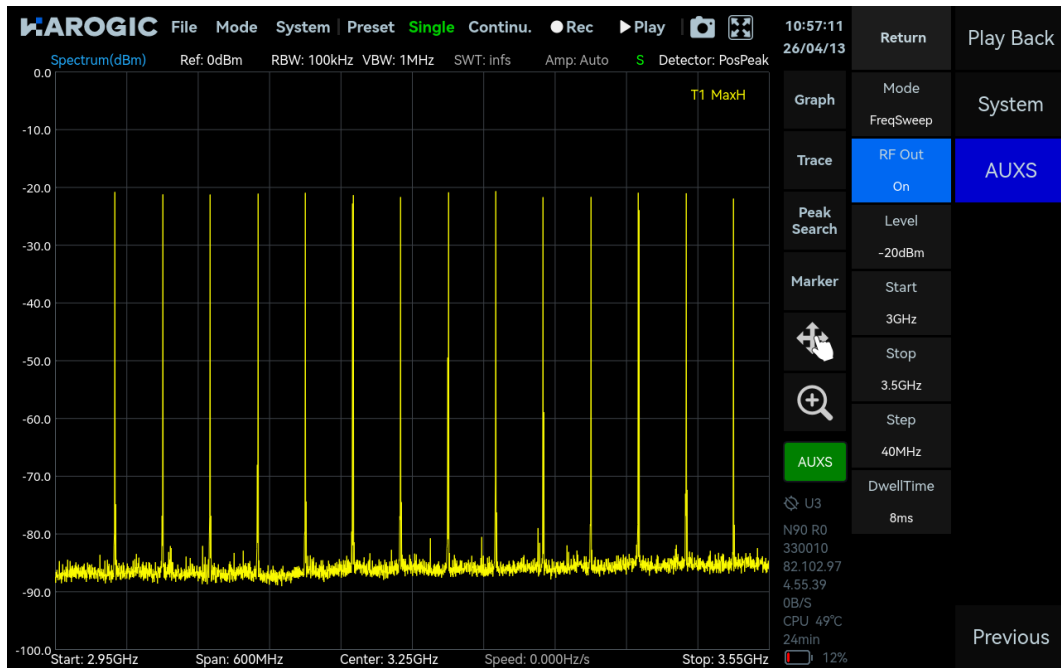 HAROGIC File Mode System Preset Single Continu. Rec Play
Spectrum(dBm) Ref: 0dBm RBW: 100kHz VBW: 1MHz SWT: infs Amp: Auto S Detector: PosPeak
T1 MaxH
0.0
-10.0
-20.0
-30.0
-40.0
-50.0
-60.0
-70.0
-80.0
-90.0
-100.0
Start: 2.95GHz Span: 600MHz Center: 3.25GHz Speed: 0.000Hz/s Stop: 3.55GHz
10:57:11
26/04/13
Graph
Trace
Peak
Search
Marker
AUXS
U3
N90 R0
330010
82.102.97
4.55.39
0B/S
CPU 49°C
24min
12%
Return
Mode
FreqSweep
RF Out
On
Level
-20dBm
Start
3GHz
Stop
3.5GHz
Step
40MHz
DwellTime
8ms
Play Back
System
AUXS
Previous